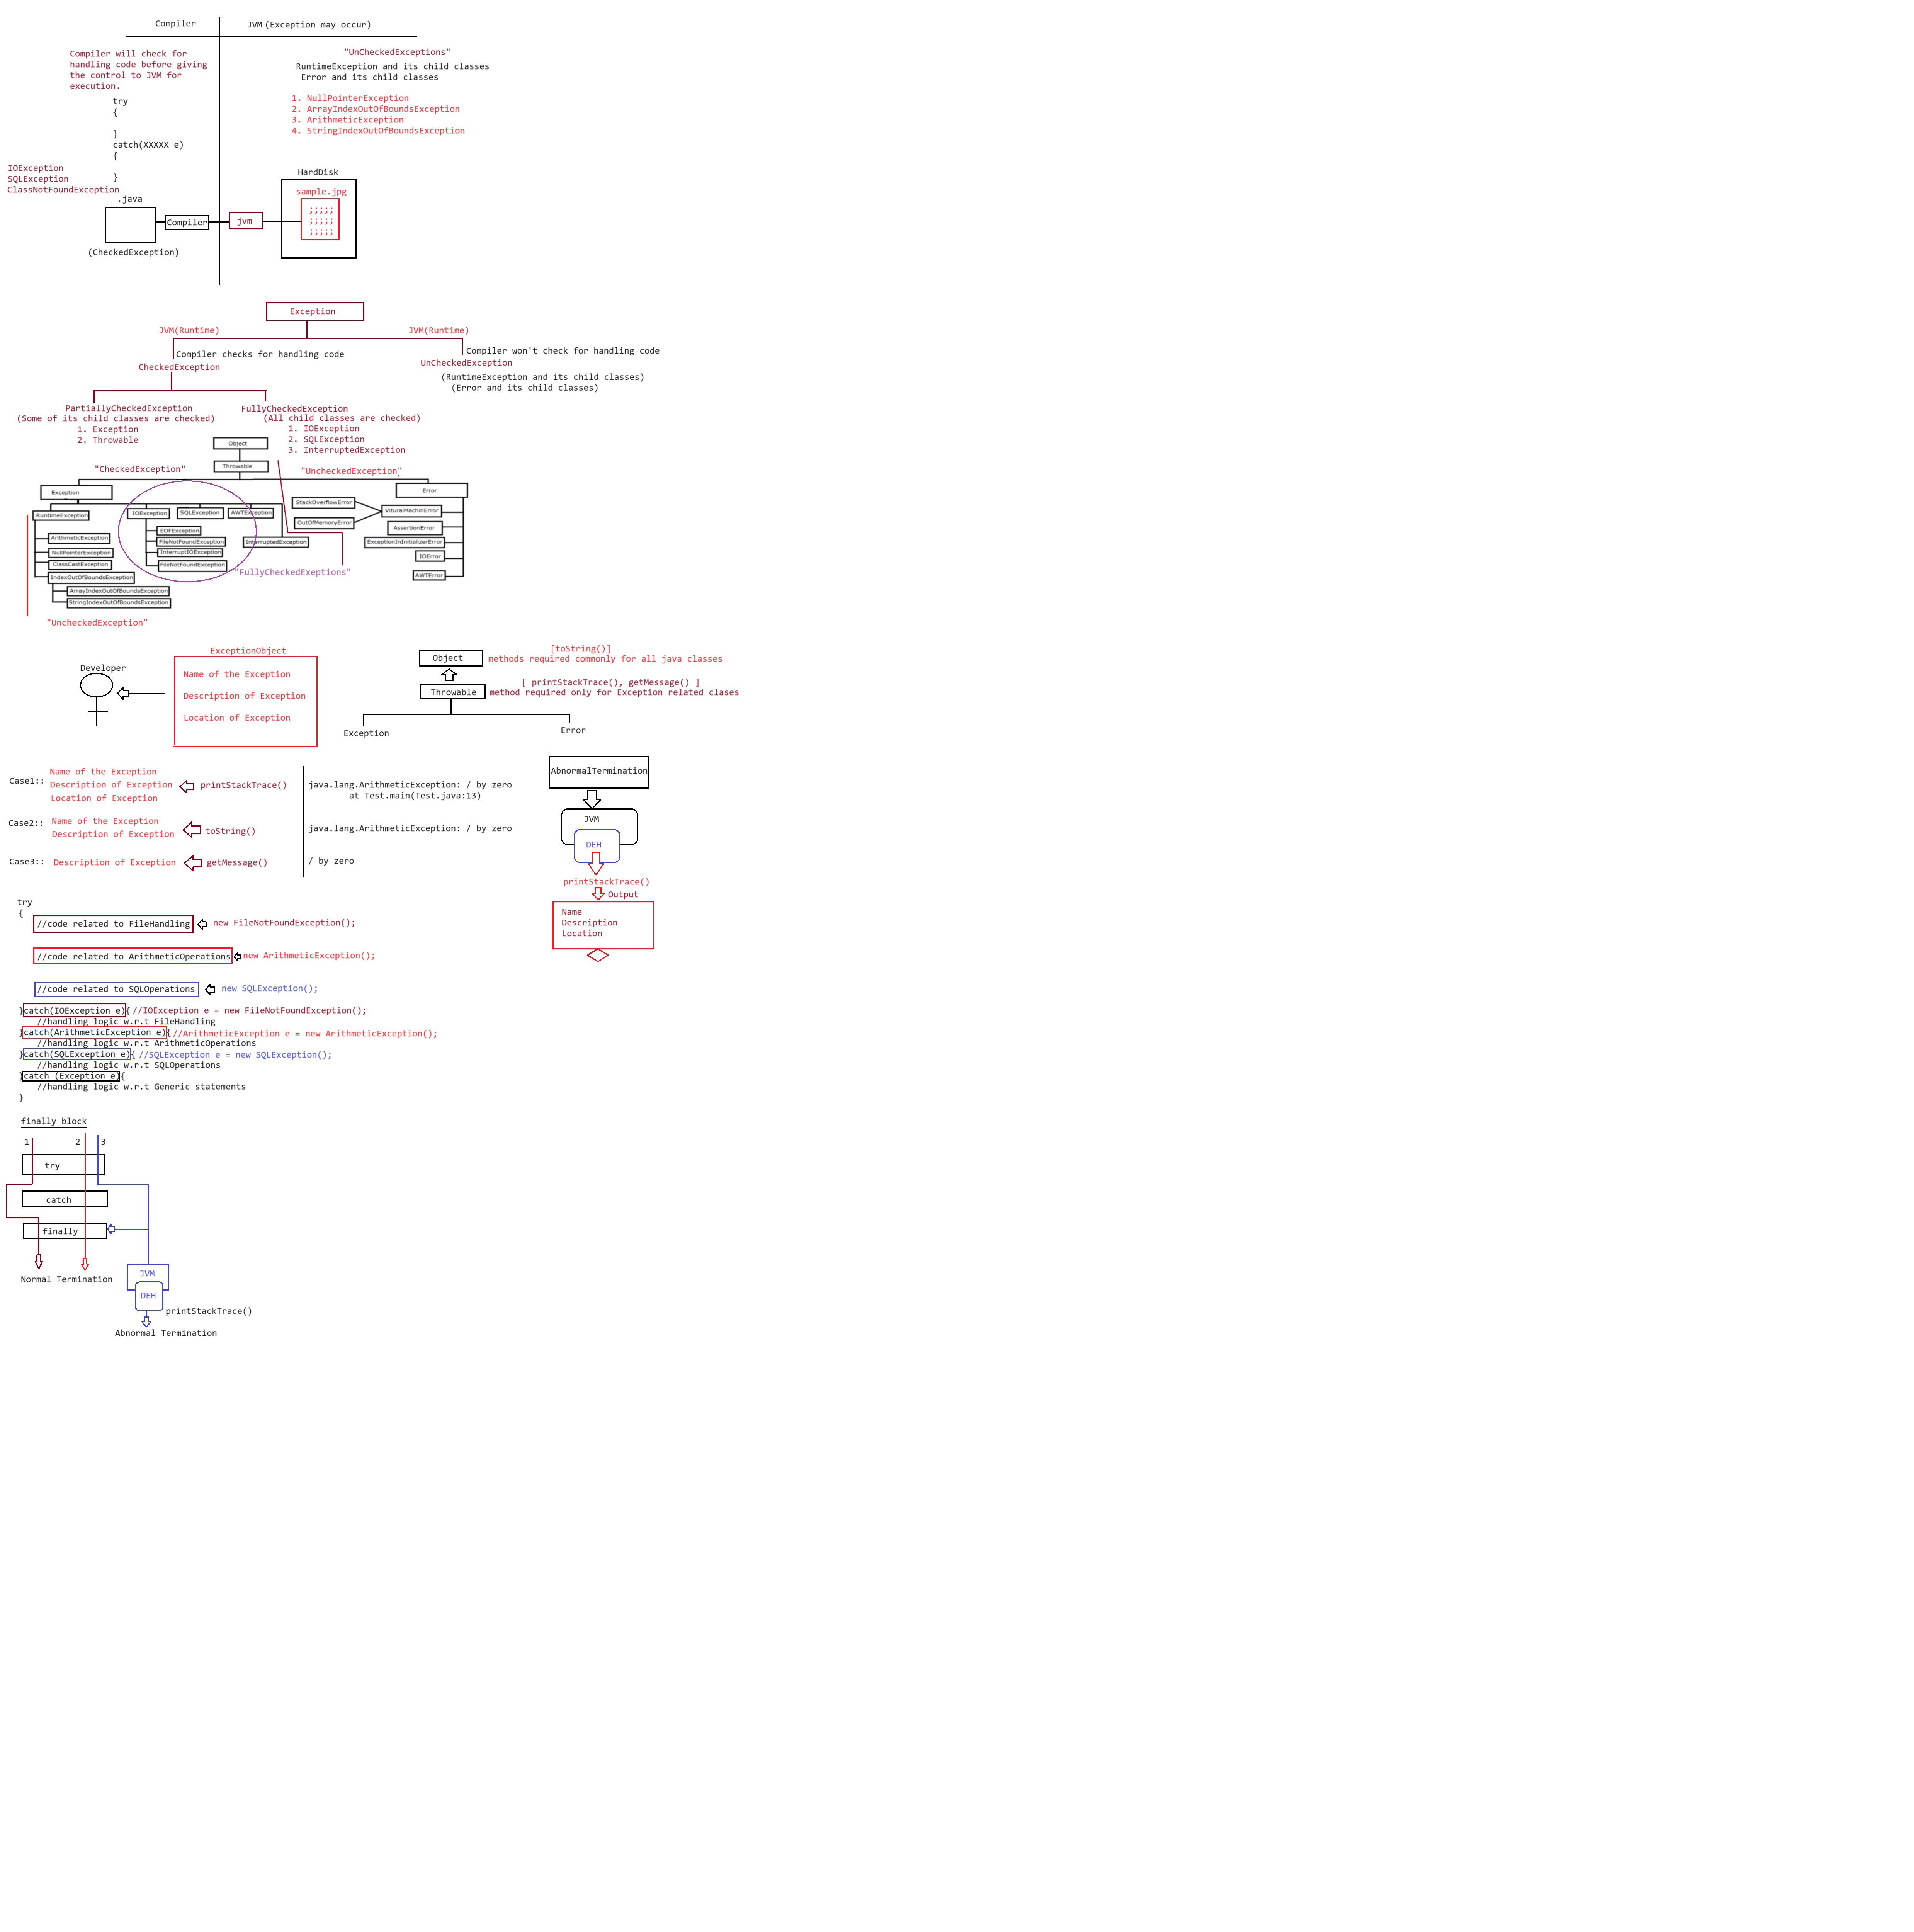 Compiler
JVM (Exception may occur)
Compiler will check for
handling code before giving
the control to JVM for
execution.
try
{
}
catch(XXXXX e)
{
}
IOException
SQLException
ClassNotFoundException
.java
Compiler
(CheckedException)
"UnCheckedExceptions"
RuntimeException and its child classes
Error and its child classes
1. NullPointerException
2. ArrayIndexOutOfBoundsException
3. ArithmeticException
4. StringIndexOutOfBoundsException
HardDisk
sample.jpg
;;;;;
;;;;;
;;;;;
jvm
Exception
JVM(Runtime)
JVM(Runtime)
Compiler checks for handling code
CheckedException
Compiler won't check for handling code
UnCheckedException
(RuntimeException and its child classes)
(Error and its child classes)
PartiallyCheckedException
(Some of its child classes are checked)
1. Exception
2. Throwable
FullyCheckedException
(All child classes are checked)
1. IOException
2. SQLException
3. InterruptedException
Object
Throwable
"CheckedException"
"UncheckedException"
Exception
Error
RuntimeException
IOException
SQLException
AWTException
StackOverflowError
OutOfMemoryError
VituralMachinError
AssertionError
ExceptionInInitializerError
IOError
AWTError
EOFException
FileNotFoundException
InterruptIOException
FileNotFoundException
InterruptedException
ArithmeticException
NullPointerException
ClassCastException
IndexOutOfBoundsException
ArrayIndexOutOfBoundsException
StringIndexOutOfBoundsException
"FullyCheckedExeptions"
"UncheckedException"
Developer
ExceptionObject
Name of the Exception
Description of Exception
Location of Exception
Object
[toString()]
methods required commonly for all java classes
Throwable
[ printStackTrace(), getMessage() ]
method required only for Exception related clases
Exception
Error
Case1::
Name of the Exception
Description of Exception
Location of Exception
printStackTrace()
java.lang.ArithmeticException: / by zero
at Test.main(Test.java:13)
Case2::
Name of the Exception
Description of Exception
toString()
java.lang.ArithmeticException: / by zero
Case3::
Description of Exception
getMessage()
/ by zero
AbnormalTermination
JVM
DEH
printStackTrace()
Output
Name
Description
Location
try
{
//code related to FileHandling
new FileNotFoundException();
//code related to ArithmeticOperations
new ArithmeticException();
//code related to SQLOperations
new SQLException();
}catch(IOException e){ //IOException e = new FileNotFoundException();
//handling logic w.r.t FileHandling
}catch(ArithmeticException e){ //ArithmeticException e = new ArithmeticException();
//handling logic w.r.t ArithmeticOperations
}catch(SQLException e){ //SQLException e = new SQLException();
//handling logic w.r.t SQLOperations
}catch (Exception e){
//handling logic w.r.t Generic statements
}
finally block
1 2 3
try
catch
finally
Normal Termination
JVM
DEH
printStackTrace()
Abnormal Termination